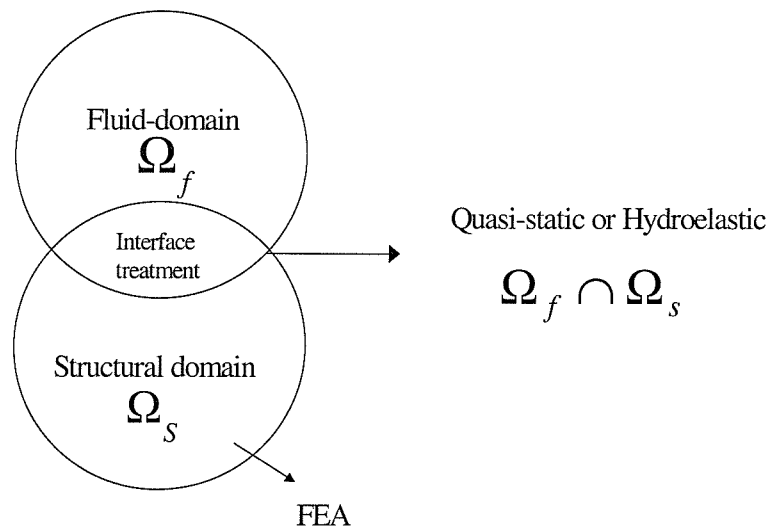 Fluid-domain
Ω_f
Interface
treatment
Quasi-static or Hydroelastic
Ω_f ∩ Ω_s
Structural domain
Ω_S
FEA